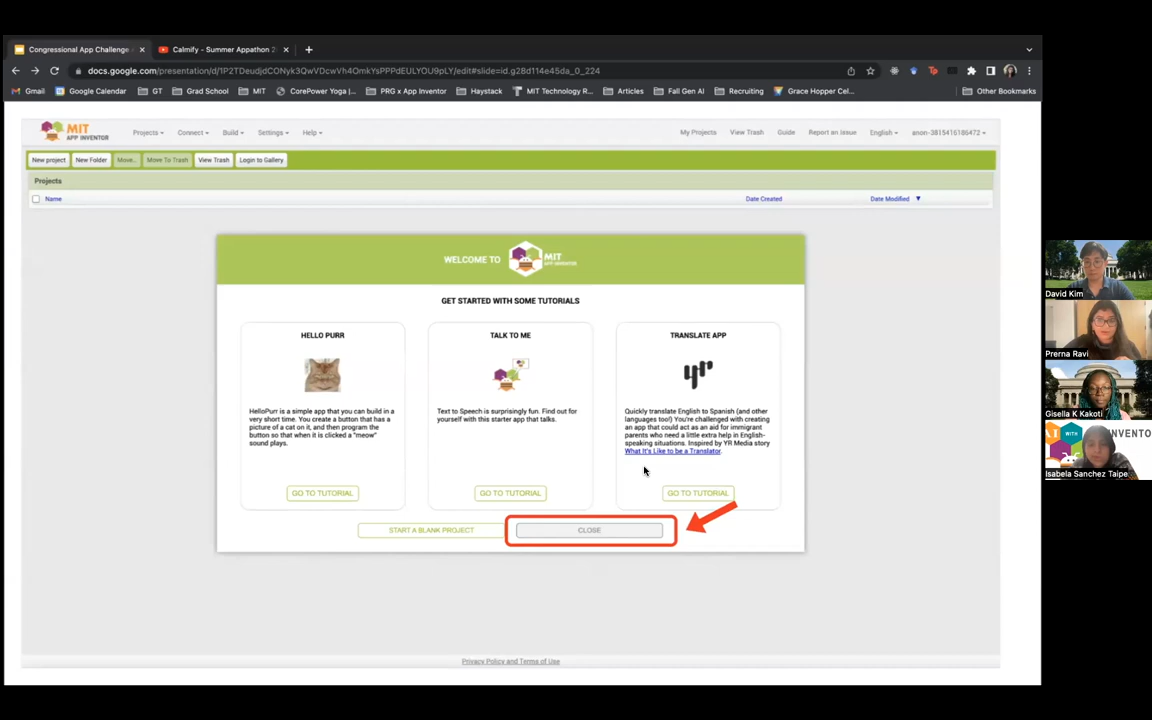 Congressional App Challenge
Calmify - Summer Appathon 2
docs.google.com/presentation/d/1P2TDeudjdCONyk3QwVDcwVh4OmkYsPPPdEULYOU9pLY/edit#slide=id.g28d114e45da_0_224
Gmail
Google Calendar
GT
Grad School
MIT
CorePower Yoga |...
PRG x App Inventor
Haystack
MIT Technology R...
Articles
Fall Gen AI
Recruiting
Grace Hopper Cel...
Other Bookmarks
MIT
APP INVENTOR
Projects
Connect
Build
Settings
Help
My Projects
View Trash
Guide
Report an Issue
English
anon-3815416186472
New project
New Folder
Move...
Move To Trash
View Trash
Login to Gallery
Projects
Name
Date Created
Date Modified
WELCOME TO
MIT
APP INVENTOR
GET STARTED WITH SOME TUTORIALS
HELLO PURR
HelloPurr is a simple app that you can build in a
very short time. You create a button that has a
picture of a cat on it, and then program the
button so that when it is clicked a "meow"
sound plays.
GO TO TUTORIAL
TALK TO ME
Text to Speech is surprisingly fun. Find out for
yourself with this starter app that talks.
GO TO TUTORIAL
TRANSLATE APP
Quickly translate English to Spanish (and other
languages too!) You're challenged with creating
an app that could act as an aid for immigrant
parents who need a little extra help in English-
speaking situations. Inspired by YR Media story
What It's Like to be a Translator.
GO TO TUTORIAL
START A BLANK PROJECT
CLOSE
Privacy Policy and Terms of Use
David Kim
Prerna Ravi
Gisella K Kakoti
WITH
Isabela Sanchez Taipe